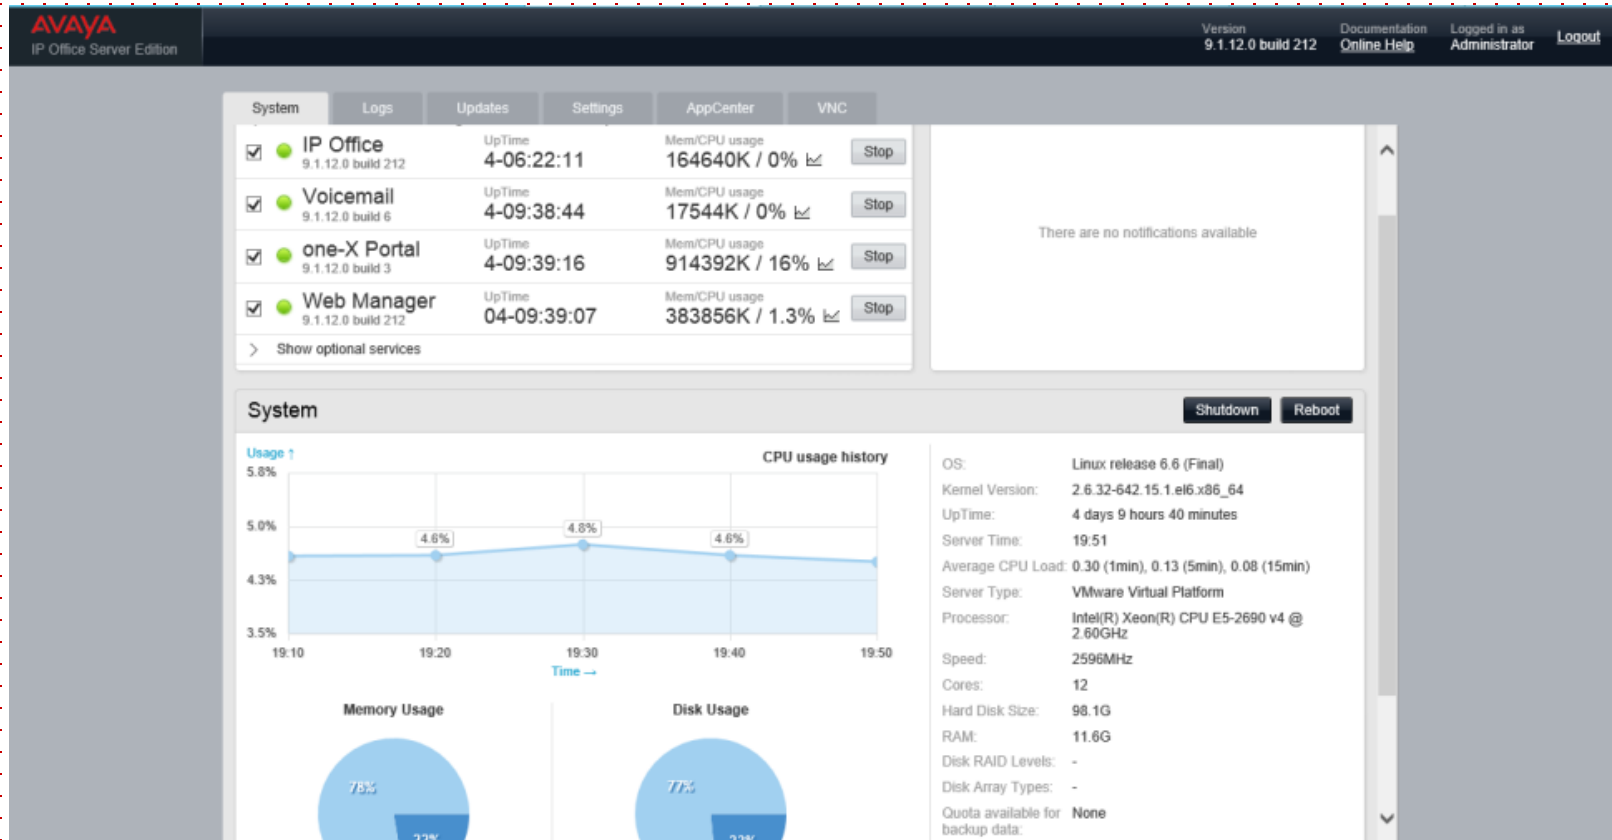 AVAYA
IP Office Server Edition
Version
9.1.12.0 build 212
Documentation
Online Help
Logged in as
Administrator
Logout
System
Logs
Updates
Settings
AppCenter
VNC
IP Office
9.1.12.0 build 212
UpTime
4-06:22:11
Mem/CPU usage
164640K / 0%
Stop
Voicemail
9.1.12.0 build 6
UpTime
4-09:38:44
Mem/CPU usage
17544K / 0%
Stop
one-X Portal
9.1.12.0 build 3
UpTime
4-09:39:16
Mem/CPU usage
914392K / 16%
Stop
Web Manager
9.1.12.0 build 212
UpTime
04-09:39:07
Mem/CPU usage
383856K / 1.3%
Stop
Show optional services
There are no notifications available
System
Shutdown
Reboot
Usage ↑
CPU usage history
5.8%
5.0%
4.3%
3.5%
4.6%
4.8%
4.6%
19:10
19:20
19:30
19:40
19:50
Time →
Memory Usage
78%
22%
Disk Usage
77%
23%
OS: Linux release 6.6 (Final)
Kernel Version: 2.6.32-642.15.1.el6.x86_64
UpTime: 4 days 9 hours 40 minutes
Server Time: 19:51
Average CPU Load: 0.30 (1min), 0.13 (5min), 0.08 (15min)
Server Type: VMware Virtual Platform
Processor: Intel(R) Xeon(R) CPU E5-2690 v4 @
2.60GHz
Speed: 2596MHz
Cores: 12
Hard Disk Size: 98.1G
RAM: 11.6G
Disk RAID Levels: -
Disk Array Types: -
Quota available for None
backup data: